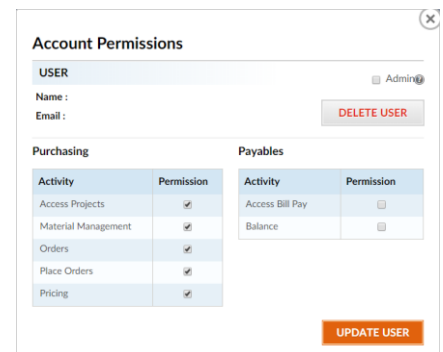 Account Permissions
USER
Admin
Name :
Email :
DELETE USER
Purchasing
Payables
Activity Permission
Activity Permission
Access Projects
Access Bill Pay
Material Management
Balance
Orders
Place Orders
Pricing
UPDATE USER